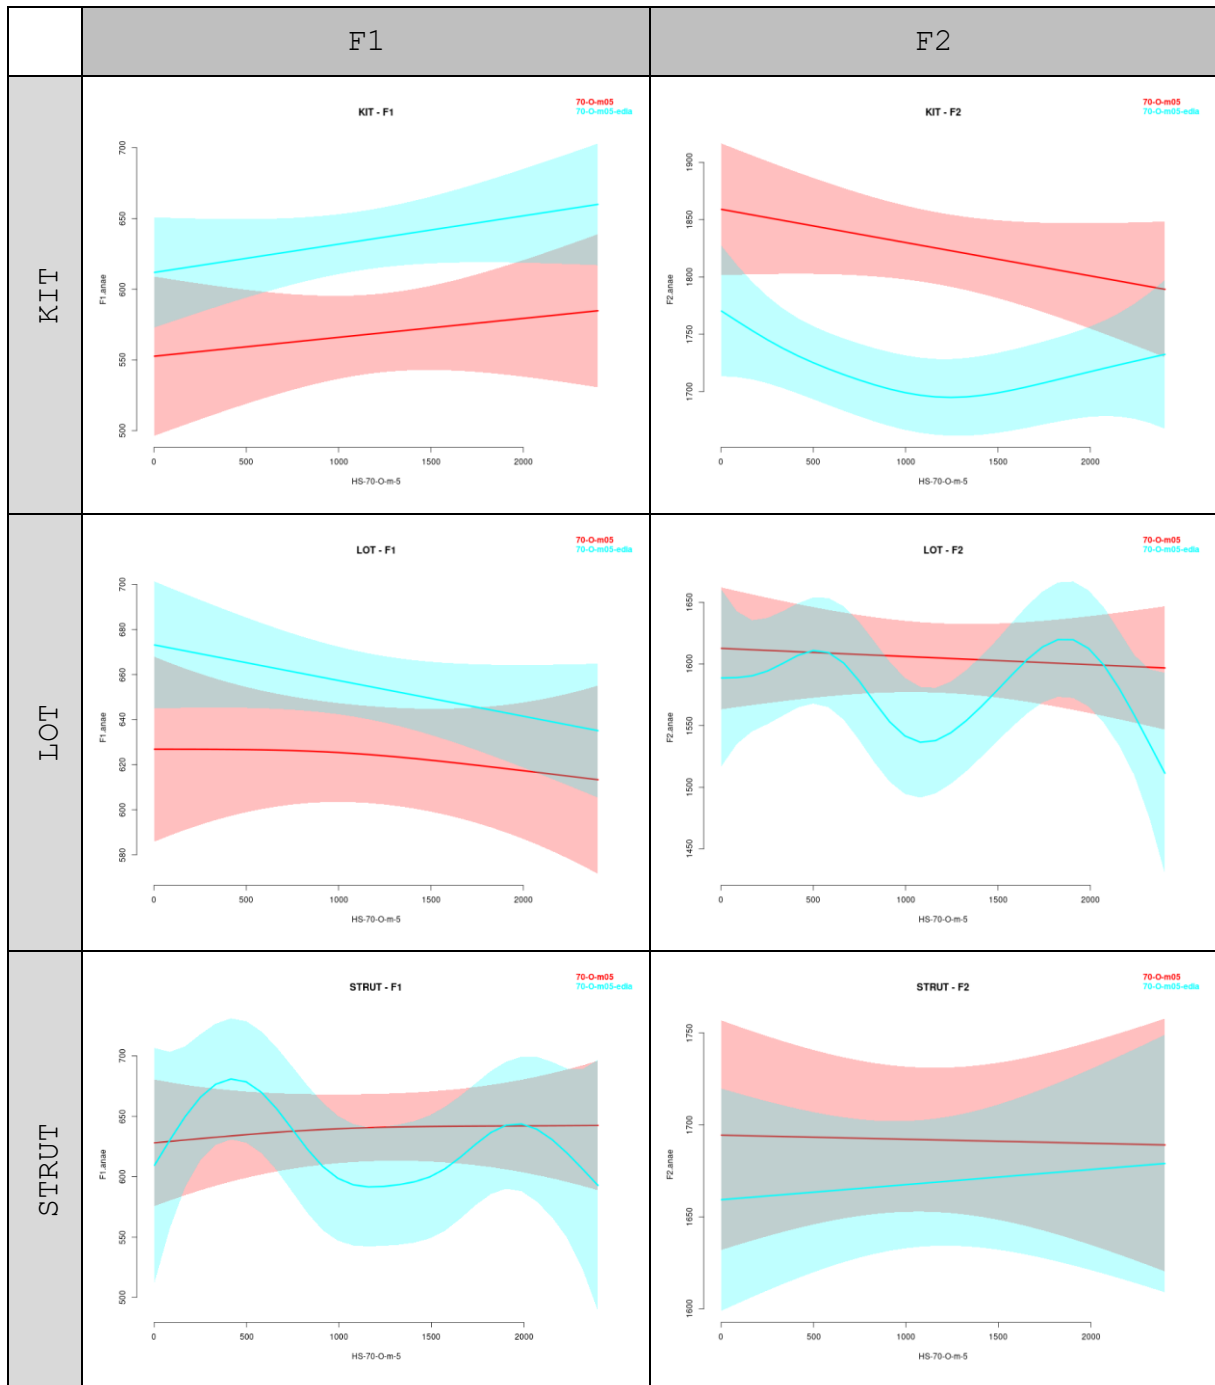 F1
F2
KIT
KIT - F1
70-O-m05
70-O-m05-edia
F1.anae
700
650
600
550
500
0 500 1000 1500 2000
HS-70-O-m-5
KIT - F2
70-O-m05
70-O-m05-edia
F2.anae
1900
1850
1800
1750
1700
0 500 1000 1500 2000
HS-70-O-m-5
LOT
LOT - F1
70-O-m05
70-O-m05-edia
F1.anae
700
680
660
640
620
600
580
0 500 1000 1500 2000
HS-70-O-m-5
LOT - F2
70-O-m05
70-O-m05-edia
F2.anae
1650
1600
1550
1500
1450
0 500 1000 1500 2000
HS-70-O-m-5
STRUT
STRUT - F1
70-O-m05
70-O-m05-edia
F1.anae
700
650
600
550
500
0 500 1000 1500 2000
HS-70-O-m-5
STRUT - F2
70-O-m05
70-O-m05-edia
F2.anae
1750
1700
1650
1600
0 500 1000 1500 2000
HS-70-O-m-5